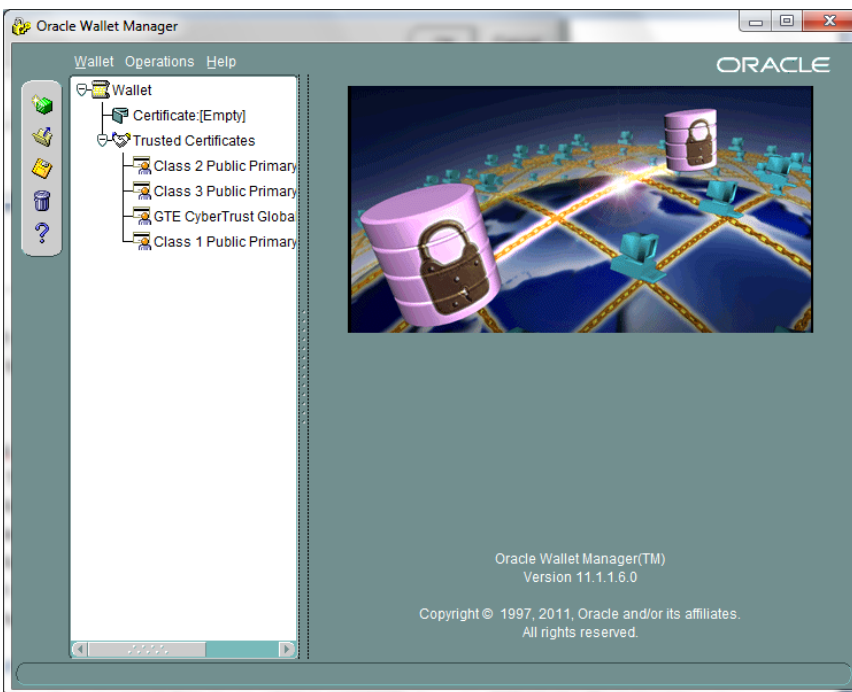 Oracle Wallet Manager
Wallet Operations Help
ORACLE
Wallet
Certificate:[Empty]
Trusted Certificates
Class 2 Public Primary
Class 3 Public Primary
GTE CyberTrust Globa
Class 1 Public Primary
Oracle Wallet Manager(TM)
Version 11.1.1.6.0
Copyright © 1997, 2011, Oracle and/or its affiliates.
All rights reserved.